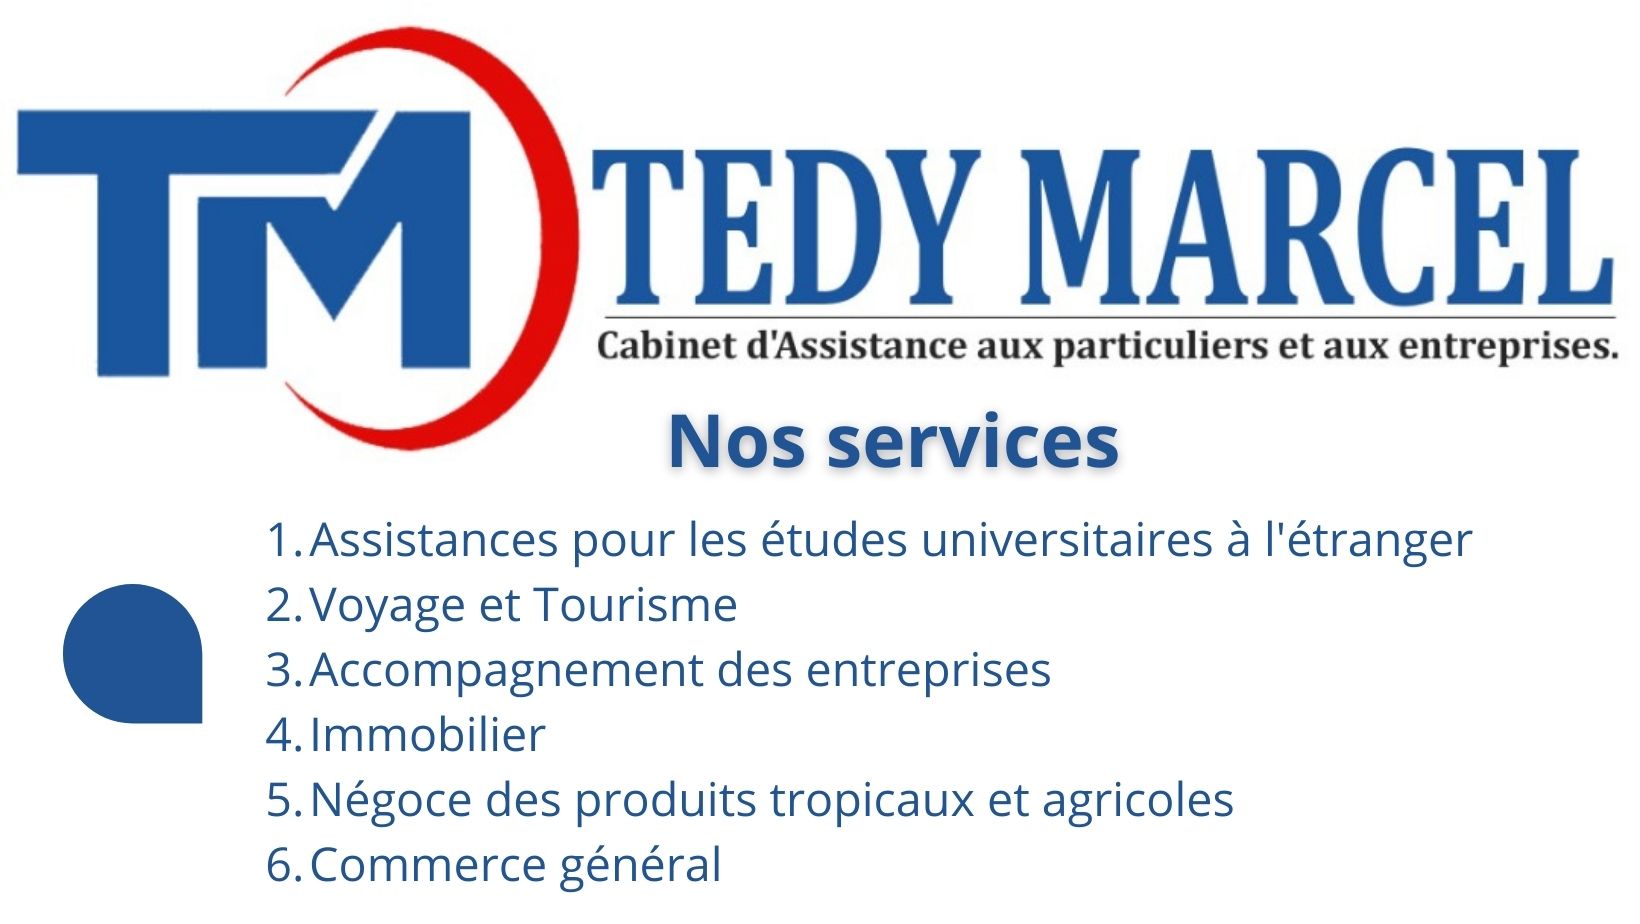 TM
TEDY MARCEL
Cabinet d'Assistance aux particuliers et aux entreprises.
Nos services
1. Assistances pour les études universitaires à l'étranger
2. Voyage et Tourisme
3. Accompagnement des entreprises
4. Immobilier
5. Négoce des produits tropicaux et agricoles
6. Commerce général